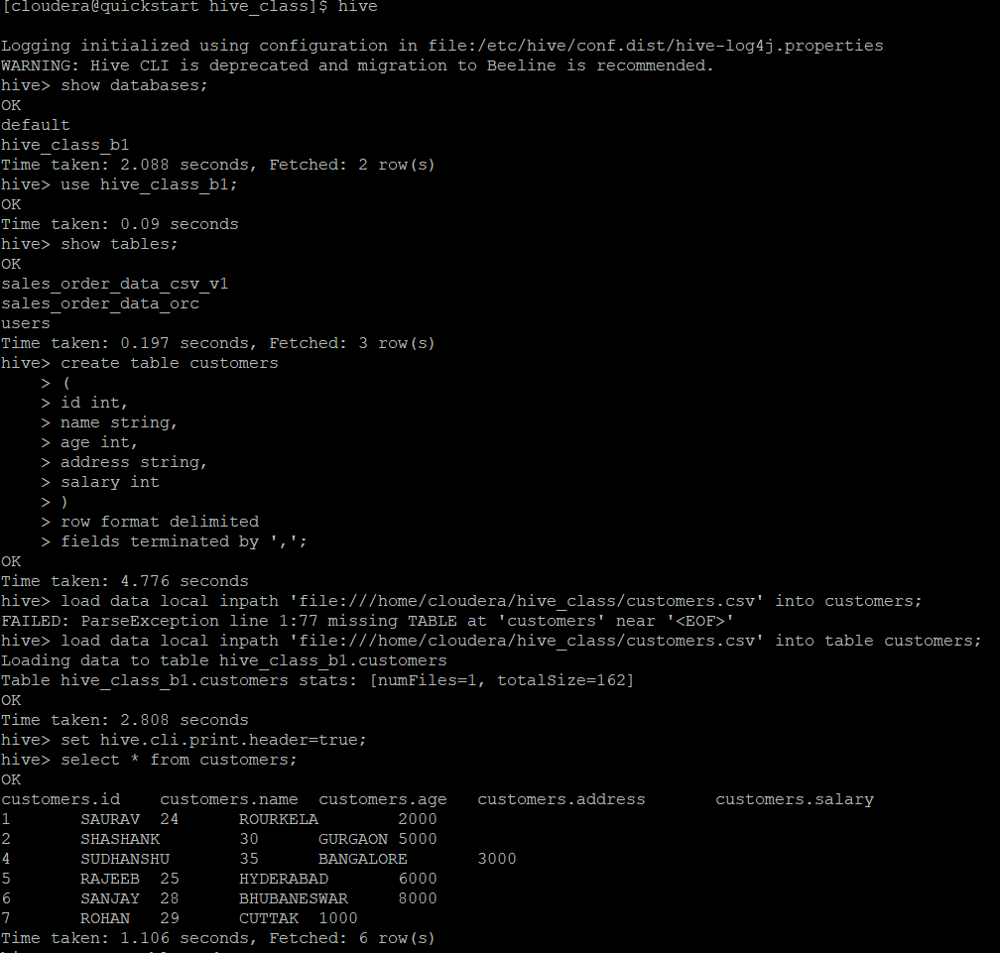 [cloudera@quickstart hive_class]$ hive
Logging initialized using configuration in file:/etc/hive/conf.dist/hive-log4j.properties
WARNING: Hive CLI is deprecated and migration to Beeline is recommended.
hive> show databases;
OK
default
hive_class_b1
Time taken: 2.088 seconds, Fetched: 2 row(s)
hive> use hive_class_b1;
OK
Time taken: 0.09 seconds
hive> show tables;
OK
sales_order_data_csv_v1
sales_order_data_orc
users
Time taken: 0.197 seconds, Fetched: 3 row(s)
hive> create table customers
    > (
    > id int,
    > name string,
    > age int,
    > address string,
    > salary int
    > )
    > row format delimited
    > fields terminated by ',';
OK
Time taken: 4.776 seconds
hive> load data local inpath 'file:///home/cloudera/hive_class/customers.csv' into customers;
FAILED: ParseException line 1:77 missing TABLE at 'customers' near '<EOF>'
hive> load data local inpath 'file:///home/cloudera/hive_class/customers.csv' into table customers;
Loading data to table hive_class_b1.customers
Table hive_class_b1.customers stats: [numFiles=1, totalSize=162]
OK
Time taken: 2.808 seconds
hive> set hive.cli.print.header=true;
hive> select * from customers;
OK
customers.id    customers.name  customers.age   customers.address       customers.salary
1       SAURAV  24      ROURKELA        2000
2       SHASHANK        30      GURGAON 5000
4       SUDHANSHU       35      BANGALORE       3000
5       RAJEEB  25      HYDERABAD       6000
6       SANJAY  28      BHUBANESWAR     8000
7       ROHAN   29      CUTTAK  1000
Time taken: 1.106 seconds, Fetched: 6 row(s)